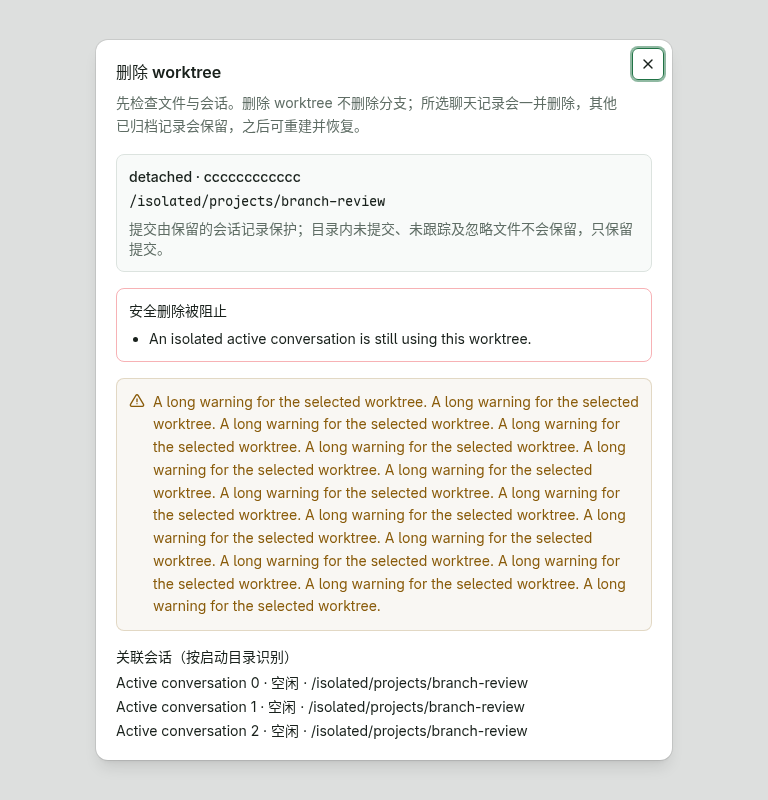 删除 worktree
先检查文件与会话。删除 worktree 不删除分支；所选聊天记录会一并删除，其他
已归档记录会保留，之后可重建并恢复。
detached · cccccccccccc
/isolated/projects/branch-review
提交由保留的会话记录保护；目录内未提交、未跟踪及忽略文件不会保留，只保留
提交。
安全删除被阻止
• An isolated active conversation is still using this worktree.
A long warning for the selected worktree. A long warning for the selected
worktree. A long warning for the selected worktree. A long warning for
the selected worktree. A long warning for the selected worktree. A long
warning for the selected worktree. A long warning for the selected
worktree. A long warning for the selected worktree. A long warning for
the selected worktree. A long warning for the selected worktree. A long
warning for the selected worktree. A long warning for the selected
worktree. A long warning for the selected worktree. A long warning for
the selected worktree. A long warning for the selected worktree. A long
warning for the selected worktree.
关联会话（按启动目录识别）
Active conversation 0 · 空闲 · /isolated/projects/branch-review
Active conversation 1 · 空闲 · /isolated/projects/branch-review
Active conversation 2 · 空闲 · /isolated/projects/branch-review